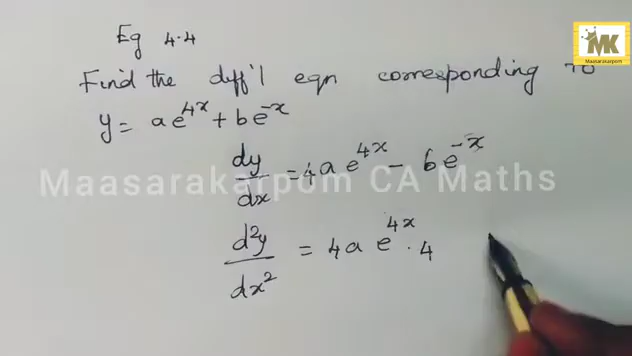 Eg 4.4
MK
Maasarakarpom
Find the diff'l eqn corresponding to
y = ae^{4x} + be^{-x}
dy/dx = 4ae^{4x} - be^{-x}
Maasarakarpom CA Maths
d²y/dx² = 4ae^{4x} . 4